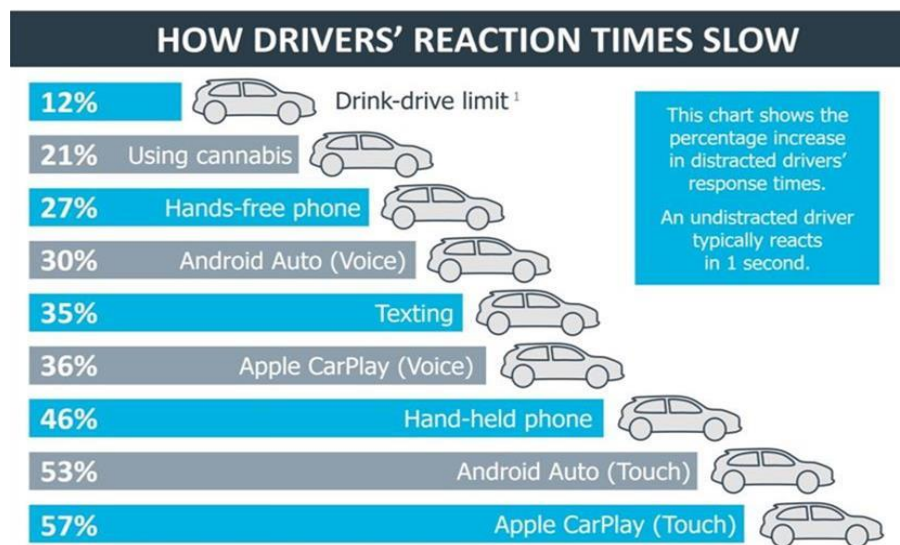 HOW DRIVERS' REACTION TIMES SLOW
12% Drink-drive limit 1
21% Using cannabis
27% Hands-free phone
30% Android Auto (Voice)
35% Texting
36% Apple CarPlay (Voice)
46% Hand-held phone
53% Android Auto (Touch)
57% Apple CarPlay (Touch)
This chart shows the
percentage increase
in distracted drivers'
response times.
An undistracted driver
typically reacts
in 1 second.